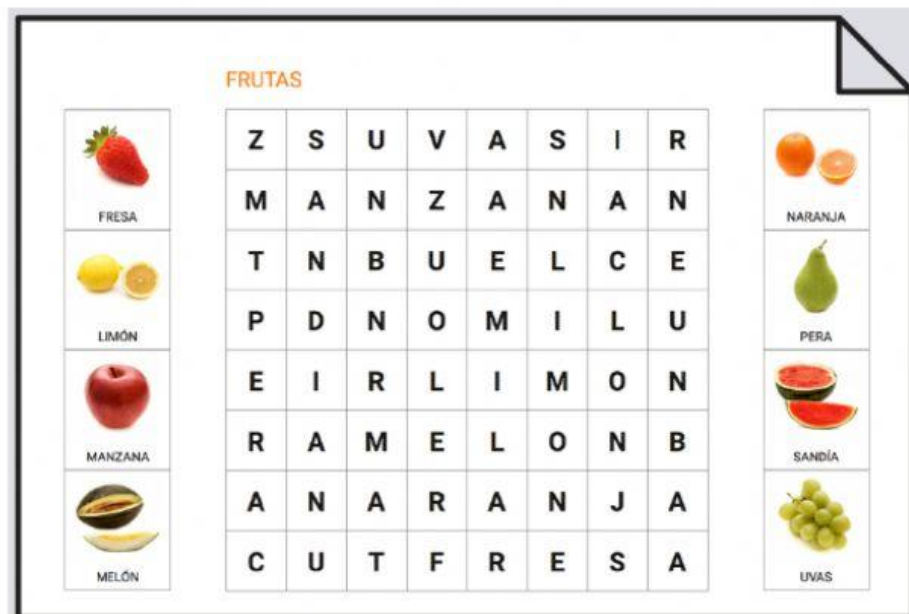 FRUTAS
FRESA
LIMÓN
MANZANA
MELÓN
Z S U V A S I R
M A N Z A N A N
T N B U E L C E
P D N O M I L U
E I R L I M O N
R A M E L O N B
A N A R A N J A
C U T F R E S A
NARANJA
PERA
SANDÍA
UVAS